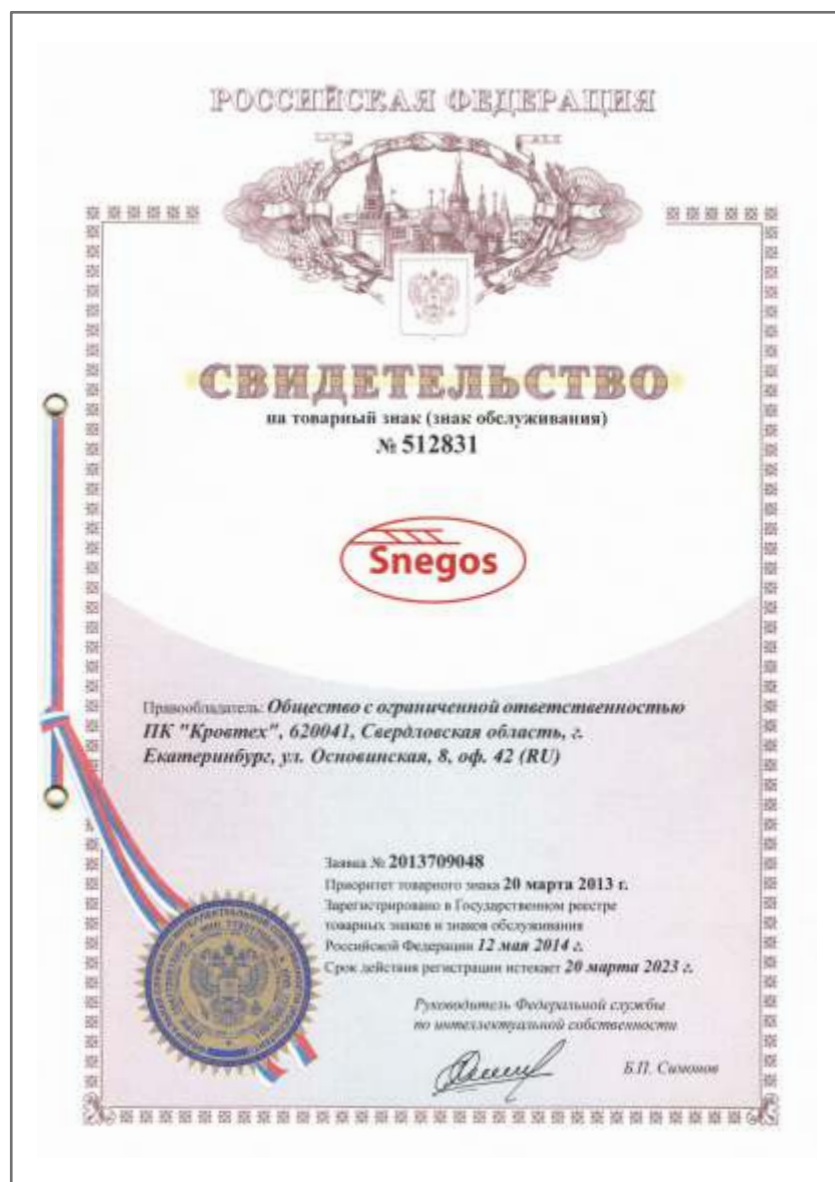 РОССИЙСКАЯ ФЕДЕРАЦИЯ
СВИДЕТЕЛЬСТВО
на товарный знак (знак обслуживания)
№ 512831
Snegos
Правообладатель: Общество с ограниченной ответственностью
ПК "Кровтех", 620041, Свердловская область, г.
Екатеринбург, ул. Основинская, 8, оф. 42 (RU)
Заявка № 2013709048
Приоритет товарного знака 20 марта 2013 г.
Зарегистрировано в Государственном реестре
товарных знаков и знаков обслуживания
Российской Федерации 12 мая 2014 г.
Срок действия регистрации истекает 20 марта 2023 г.
Руководитель Федеральной службы
по интеллектуальной собственности
Б.П. Симонов